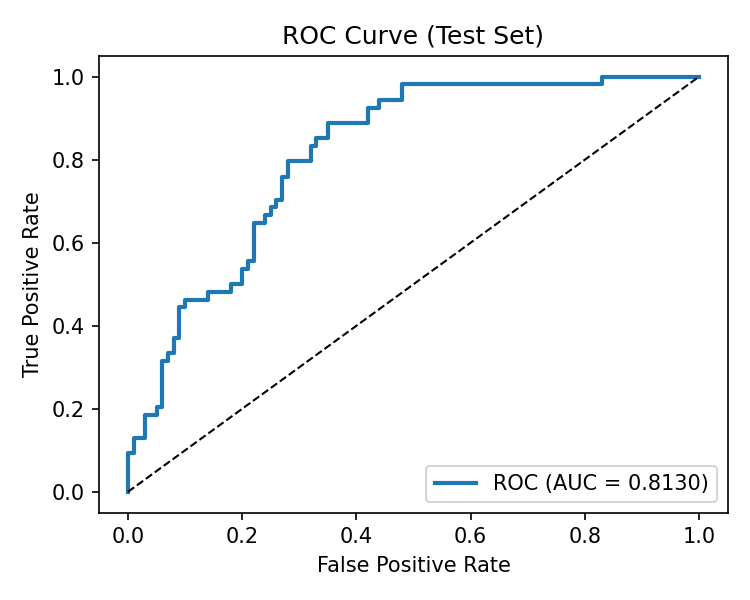 ROC Curve (Test Set)
True Positive Rate
1.0
0.8
0.6
0.4
0.2
0.0
ROC (AUC = 0.8130)
0.0 0.2 0.4 0.6 0.8 1.0
False Positive Rate